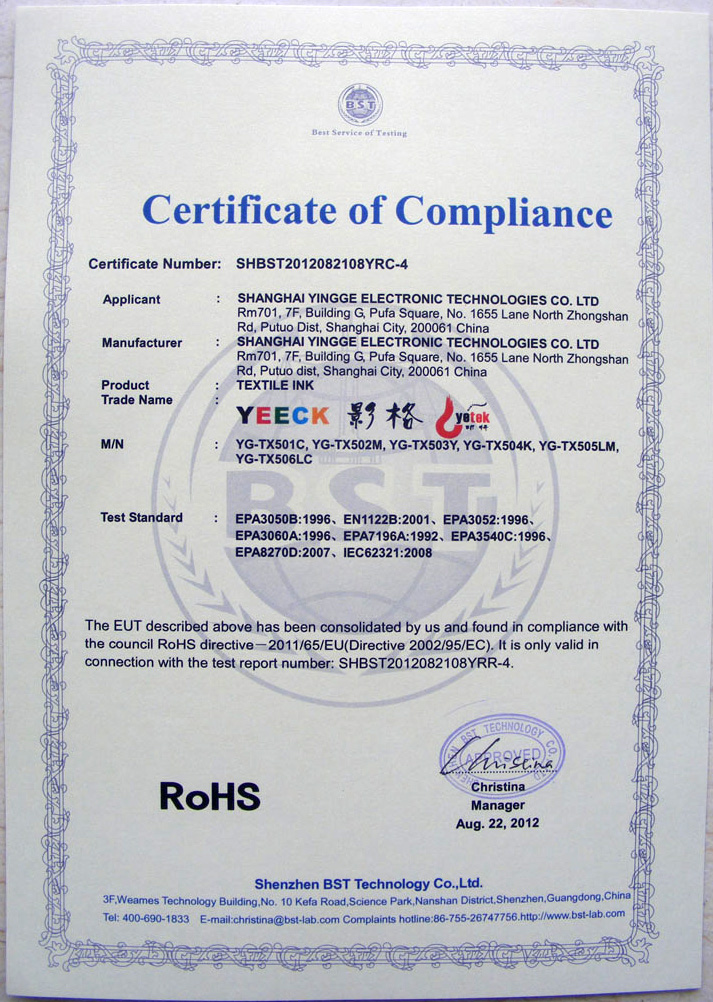 BST
Best Service of Testing
Certificate of Compliance
Certificate Number: SHBST2012082108YRC-4
Applicant : SHANGHAI YINGGE ELECTRONIC TECHNOLOGIES CO. LTD
Rm701, 7F, Building G, Pufa Square, No. 1655 Lane North Zhongshan
Rd, Putuo Dist, Shanghai City, 200061 China
Manufacturer : SHANGHAI YINGGE ELECTRONIC TECHNOLOGIES CO. LTD
Rm701, 7F, Building G, Pufa Square, No. 1655 Lane North Zhongshan
Rd, Putuo dist, Shanghai City, 200061 China
Product : TEXTILE INK
Trade Name : YEECK 影格 yetek
M/N : YG-TX501C, YG-TX502M, YG-TX503Y, YG-TX504K, YG-TX505LM,
YG-TX506LC
BST
Test Standard : EPA3050B:1996、EN1122B:2001、EPA3052:1996、
EPA3060A:1996、EPA7196A:1992、EPA3540C:1996、
EPA8270D:2007、IEC62321:2008
The EUT described above has been consolidated by us and found in compliance with
the council RoHS directive－2011/65/EU(Directive 2002/95/EC). It is only valid in
connection with the test report number: SHBST2012082108YRR-4.
BST TECHNOLOGY CO.
APPROVED
Christina
RoHS
Christina
Manager
Aug. 22, 2012
Shenzhen BST Technology Co.,Ltd.
3F,Weames Technology Building,No. 10 Kefa Road,Science Park,Nanshan District,Shenzhen,Guangdong,China
Tel: 400-690-1833 E-mail:christina@bst-lab.com Complaints hotline:86-755-26747756.http://www.bst-lab.com